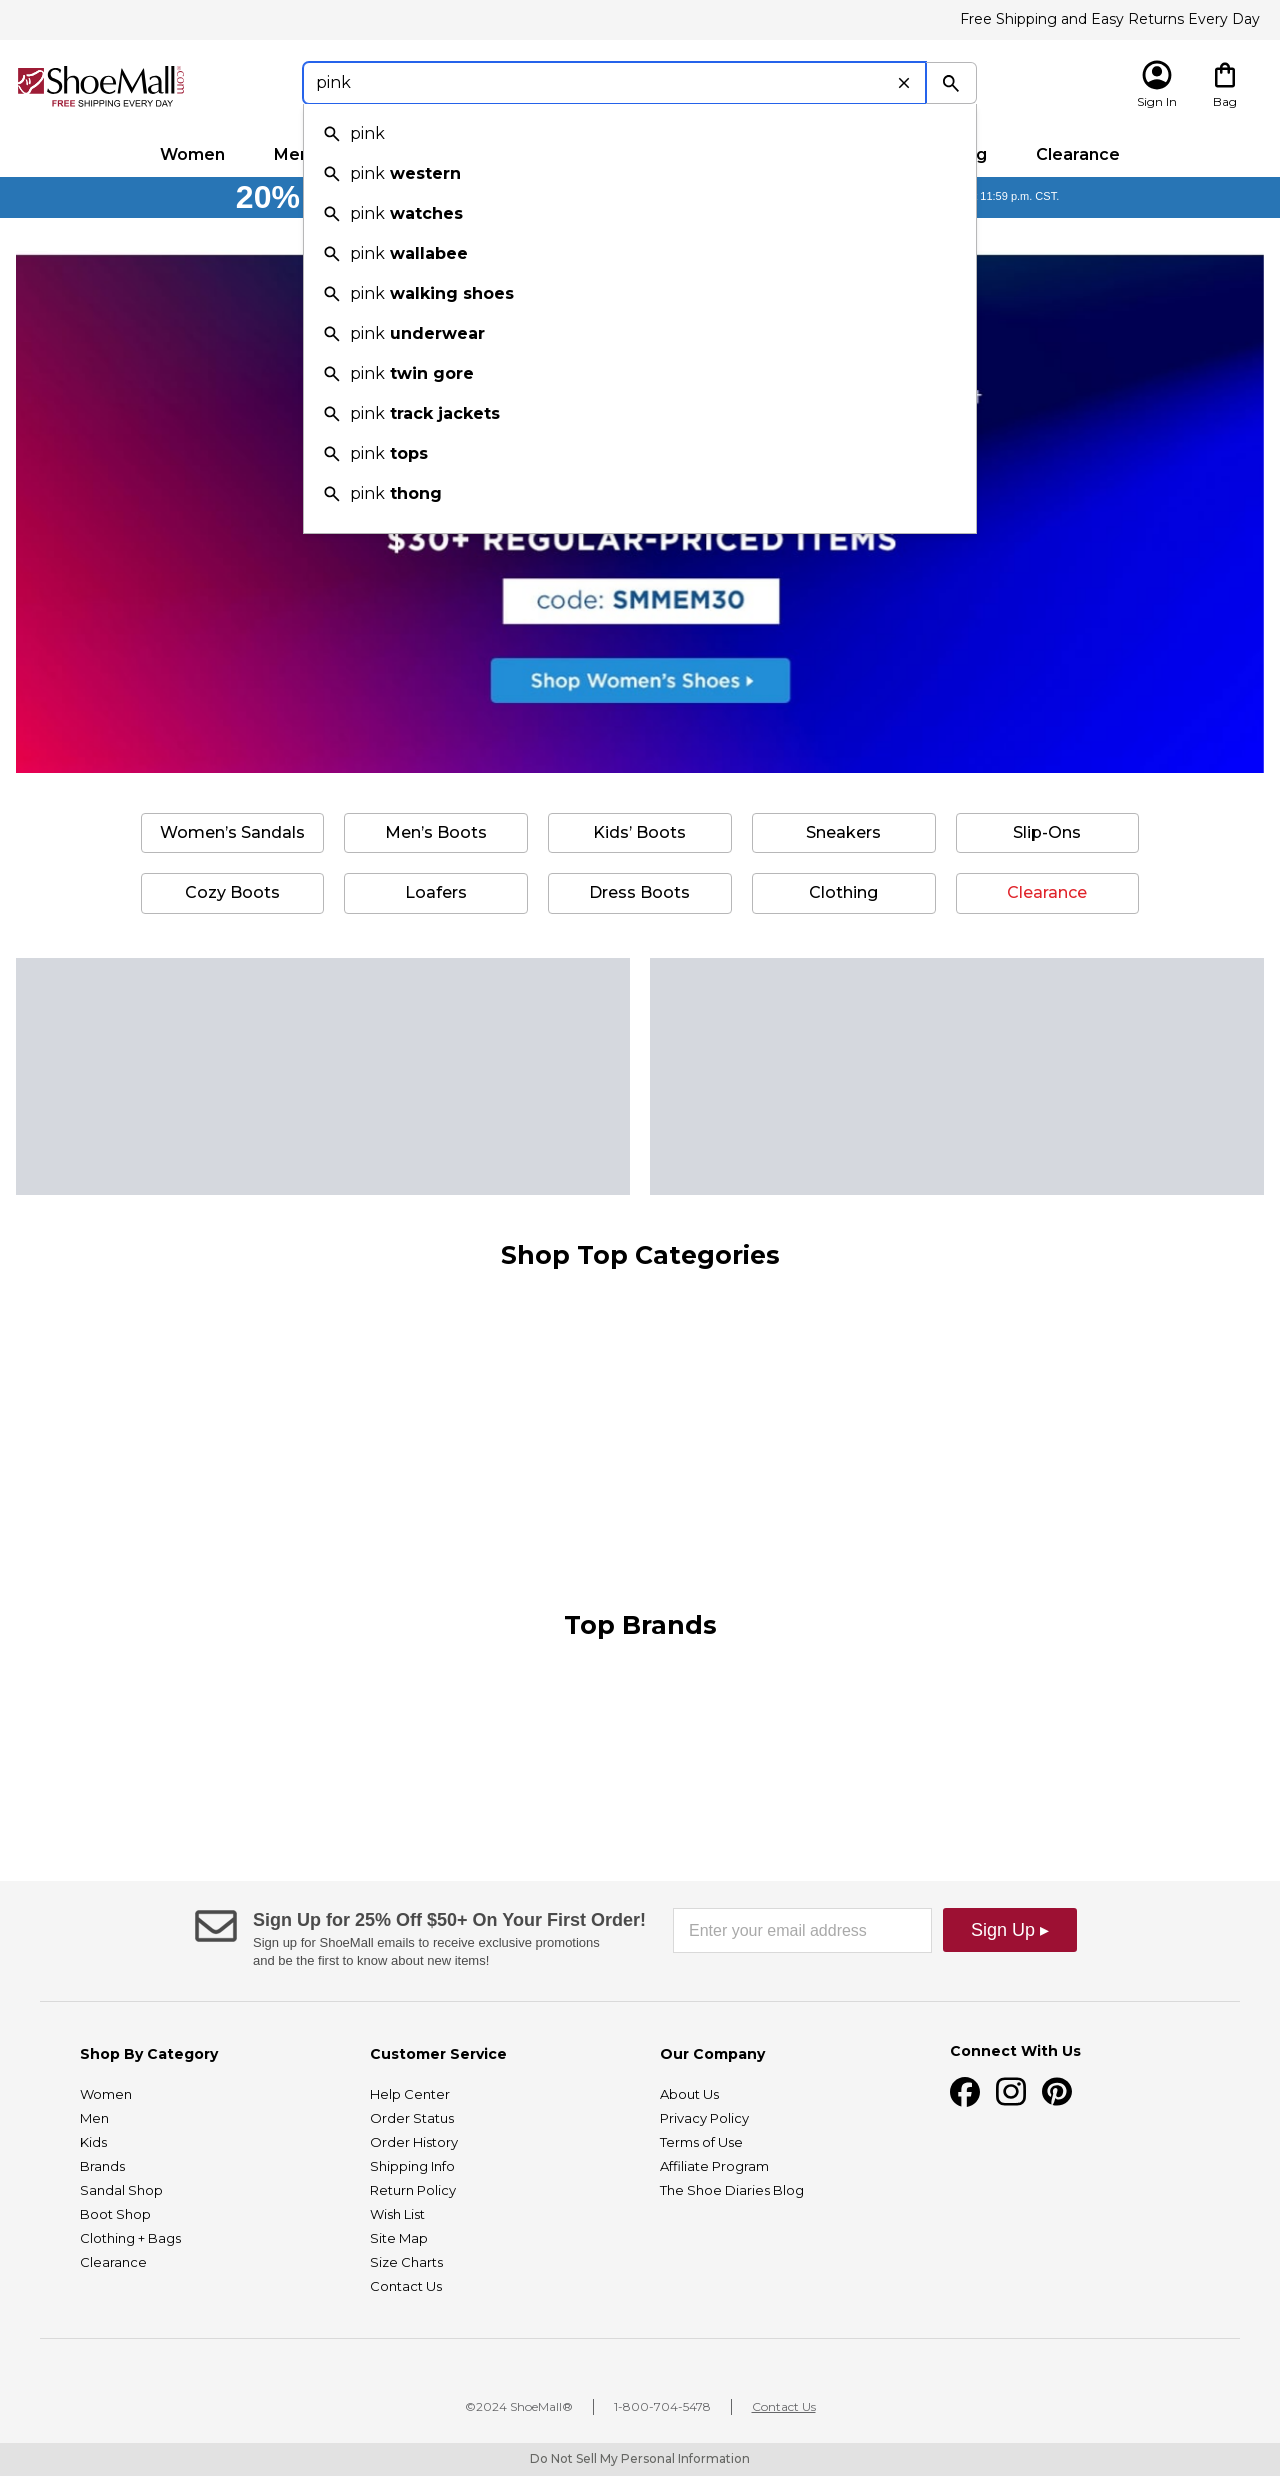 Free Shipping and Easy Returns Every Day
ShoeMall.com®
FREE SHIPPING EVERY DAY
pink
Sign In
Bag
pink
pink western
pink watches
pink wallabee
pink walking shoes
pink underwear
pink twin gore
pink track jackets
pink tops
pink thong
Women
Clearance
20%
11:59 p.m. CST.
$30+ REGULAR-PRICED ITEMS
code: SMMEM30
Shop Women's Shoes
Women's Sandals Men's Boots Kids' Boots Sneakers Slip-Ons
Cozy Boots Loafers Dress Boots Clothing Clearance
Shop Top Categories
Top Brands
Sign Up for 25% Off $50+ On Your First Order!
Sign up for ShoeMall emails to receive exclusive promotions
and be the first to know about new items!
Enter your email address
Sign Up ▸
Shop By Category
Women
Men
Kids
Brands
Sandal Shop
Boot Shop
Clothing + Bags
Clearance
Customer Service
Help Center
Order Status
Order History
Shipping Info
Return Policy
Wish List
Site Map
Size Charts
Contact Us
Our Company
About Us
Privacy Policy
Terms of Use
Affiliate Program
The Shoe Diaries Blog
Connect With Us
©2024 ShoeMall®
1-800-704-5478
Contact Us
Do Not Sell My Personal Information